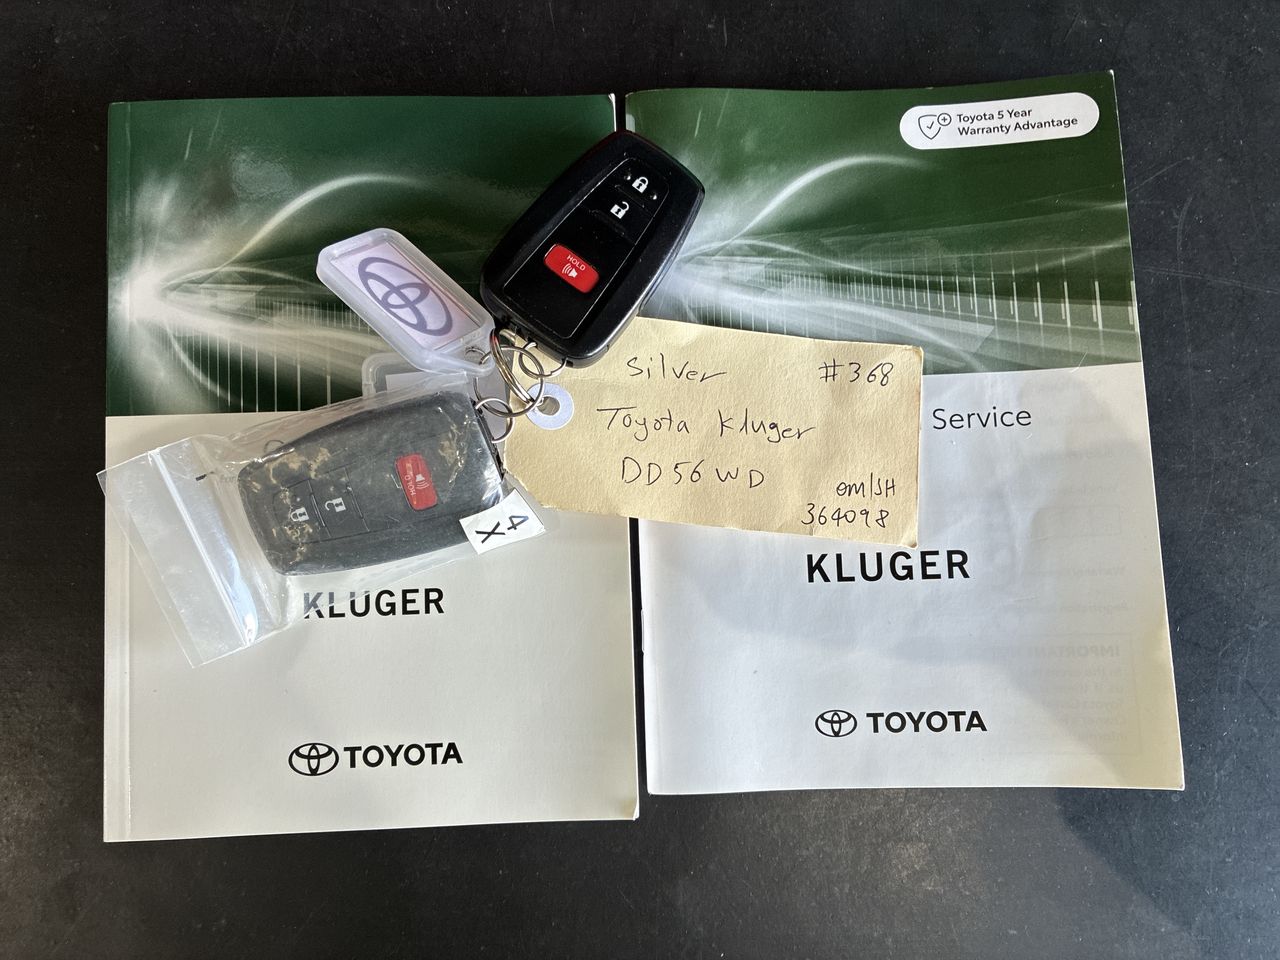 Toyota 5 Year
Warranty Advantage
HOLD
Silver #368
Toyota Kluger
DD56WD
OM/SH
364098
Service
HOLD
4
X
KLUGER
KLUGER
TOYOTA
TOYOTA